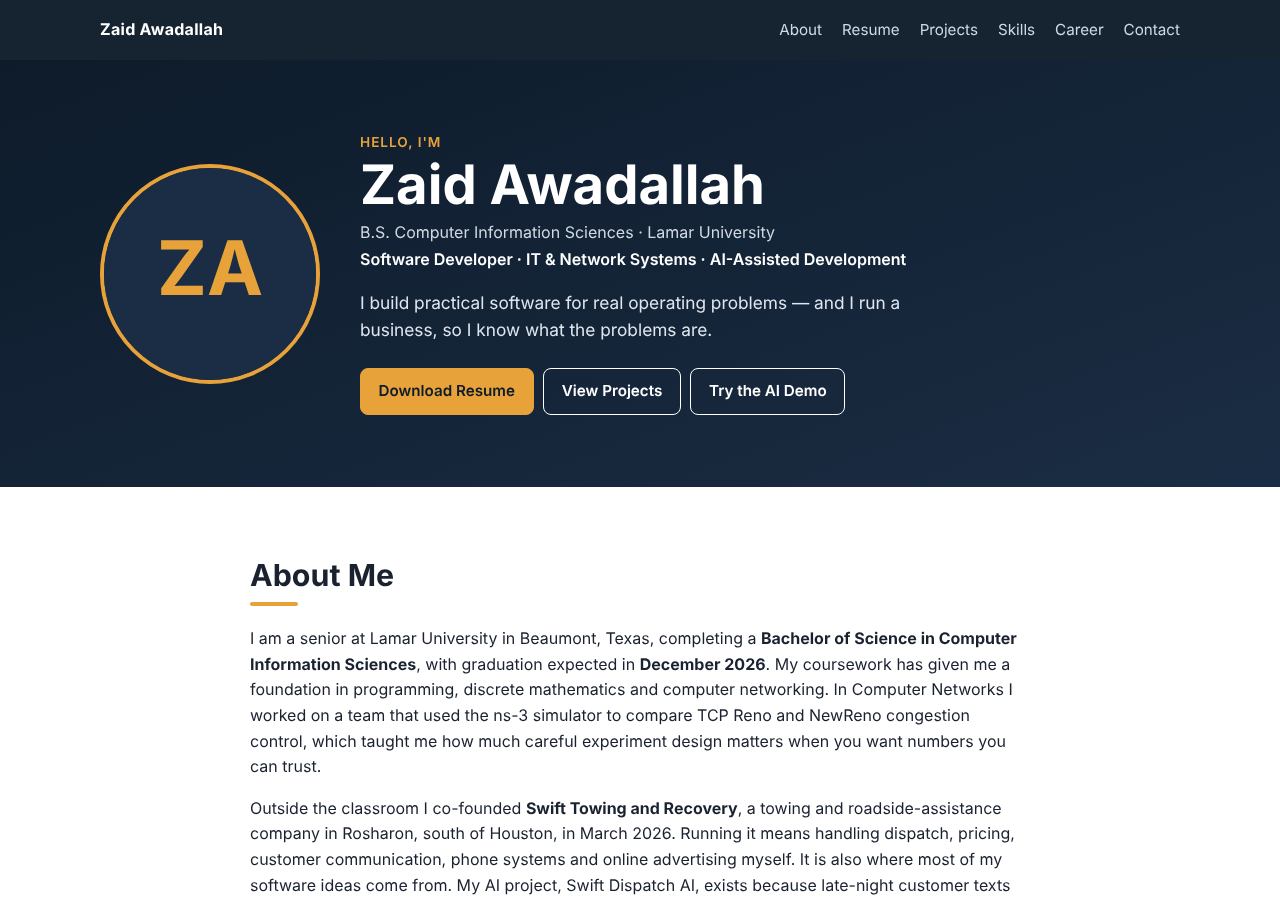 Zaid Awadallah
About Resume Projects Skills Career Contact
ZA
HELLO, I'M
Zaid Awadallah
B.S. Computer Information Sciences · Lamar University
Software Developer · IT & Network Systems · AI-Assisted Development
I build practical software for real operating problems — and I run a
business, so I know what the problems are.
Download Resume View Projects Try the AI Demo
About Me
I am a senior at Lamar University in Beaumont, Texas, completing a Bachelor of Science in Computer
Information Sciences, with graduation expected in December 2026. My coursework has given me a
foundation in programming, discrete mathematics and computer networking. In Computer Networks I
worked on a team that used the ns-3 simulator to compare TCP Reno and NewReno congestion
control, which taught me how much careful experiment design matters when you want numbers you
can trust.
Outside the classroom I co-founded Swift Towing and Recovery, a towing and roadside-assistance
company in Rosharon, south of Houston, in March 2026. Running it means handling dispatch, pricing,
customer communication, phone systems and online advertising myself. It is also where most of my
software ideas come from. My AI project, Swift Dispatch AI, exists because late-night customer texts